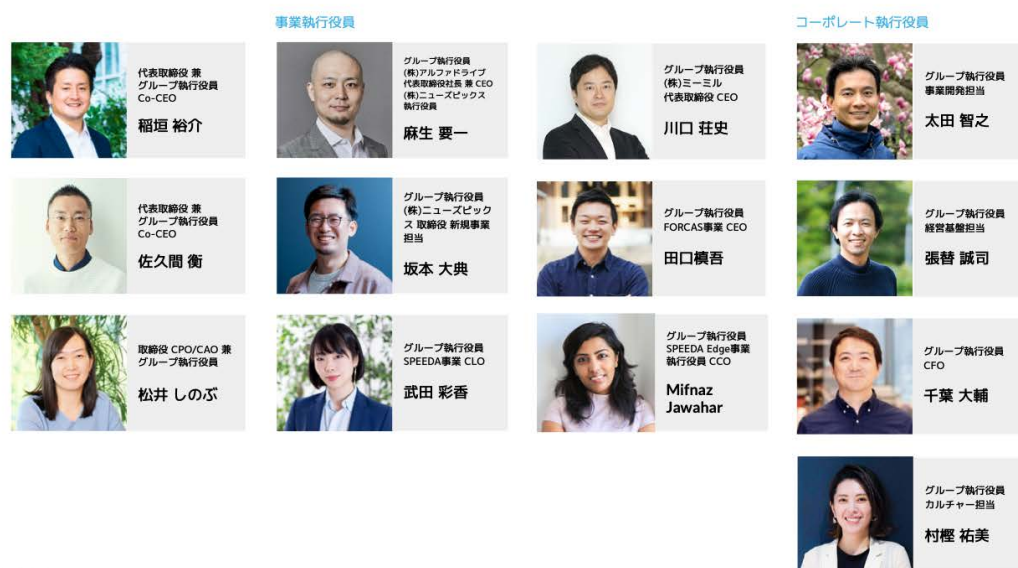 事業執行役員
コーポレート執行役員
代表取締役 兼
グループ執行役員
Co-CEO
稲垣 裕介
グループ執行役員
(株)アルファドライブ
代表取締役社長 兼 CEO
(株)ニューズピックス
執行役員
麻生 要一
グループ執行役員
(株)ミーミル
代表取締役 CEO
川口 荘史
グループ執行役員
事業開発担当
太田 智之
代表取締役 兼
グループ執行役員
Co-CEO
佐久間 衡
グループ執行役員
(株)ニューズピック
ス 取締役 新規事業
担当
坂本 大典
グループ執行役員
FORCAS事業 CEO
田口槙吾
グループ執行役員
経営基盤担当
張替 誠司
取締役 CPO/CAO 兼
グループ執行役員
松井 しのぶ
グループ執行役員
SPEEDA事業 CLO
武田 彩香
グループ執行役員
SPEEDA Edge事業
執行役員 CCO
Mifnaz
Jawahar
グループ執行役員
CFO
千葉 大輔
グループ執行役員
カルチャー担当
村樫 祐美